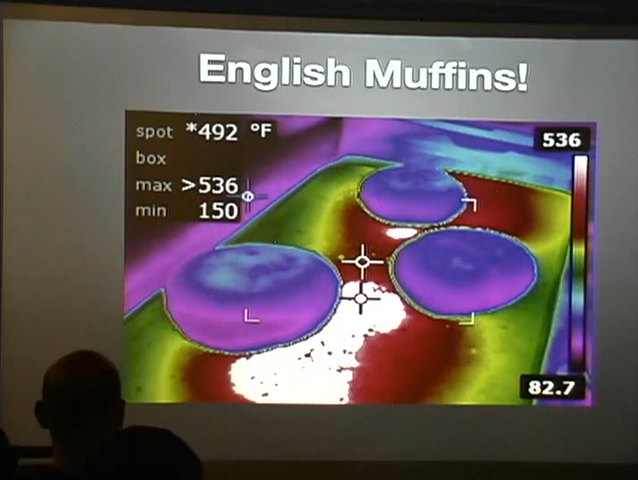 English Muffins!
spot *492 °F
box
max >536
min 150
536
82.7